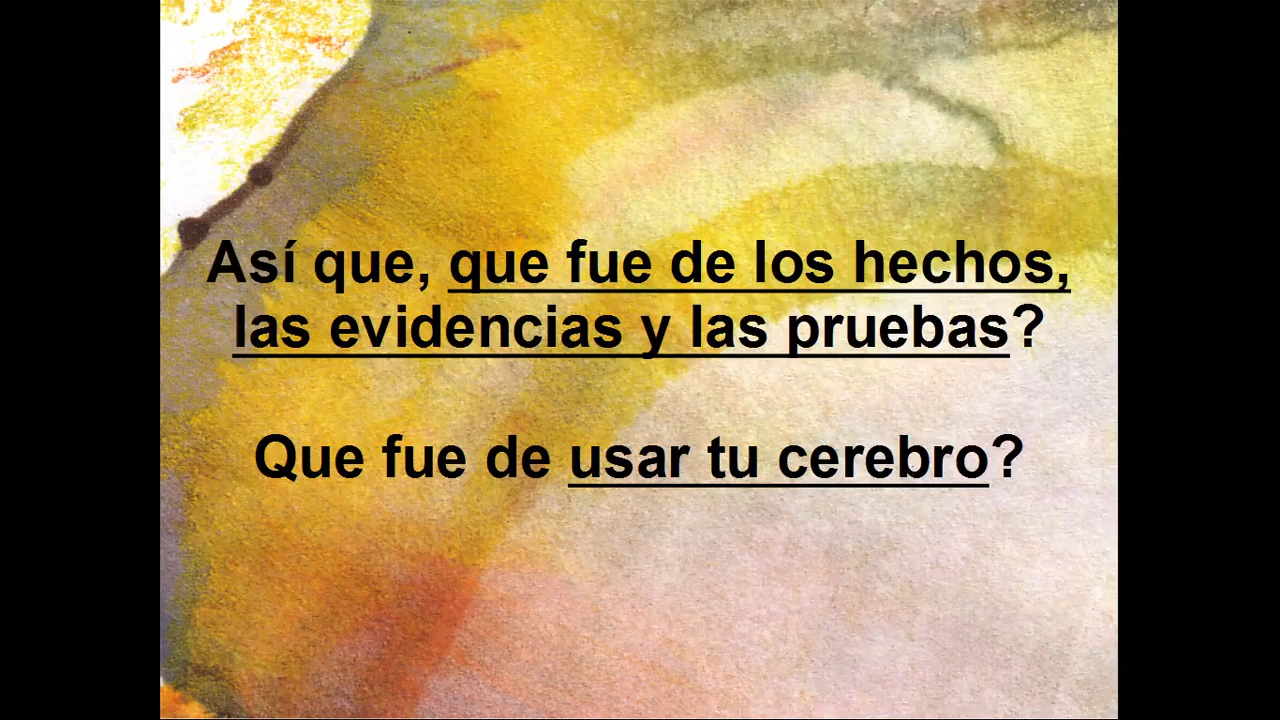 Así que, que fue de los hechos,
las evidencias y las pruebas?
Que fue de usar tu cerebro?